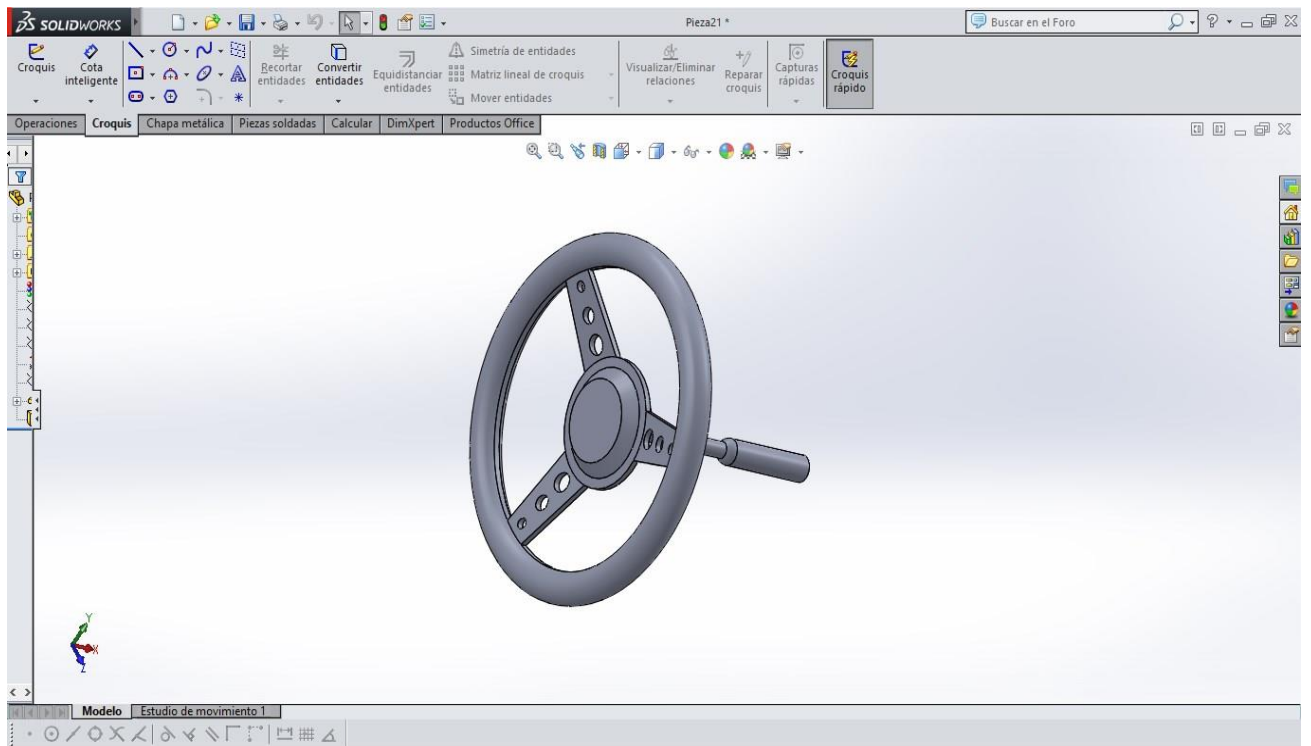 SOLIDWORKS
Pieza21 *
Buscar en el Foro
Croquis
Cota inteligente
Recortar entidades
Convertir entidades
Equidistanciar entidades
Simetría de entidades
Matriz lineal de croquis
Mover entidades
Visualizar/Eliminar relaciones
Reparar croquis
Capturas rápidas
Croquis rápido
Operaciones
Croquis
Chapa metálica
Piezas soldadas
Calcular
DimXpert
Productos Office
Y
X
Z
Modelo
Estudio de movimiento 1